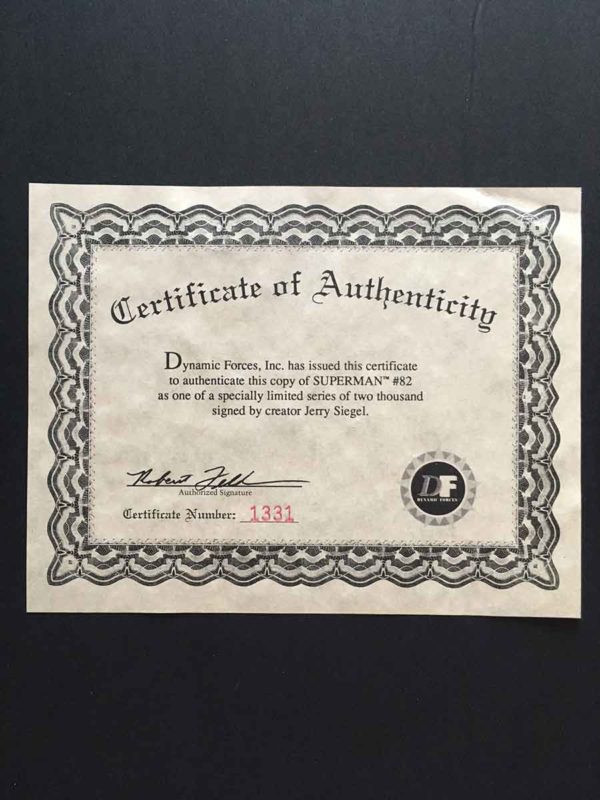 Certificate of Authenticity
Dynamic Forces, Inc. has issued this certificate
to authenticate this copy of SUPERMAN™ #82
as one of a specially limited series of two thousand
signed by creator Jerry Siegel.
Authorized Signature
Certificate Number: 1331
DF
DYNAMIC FORCES